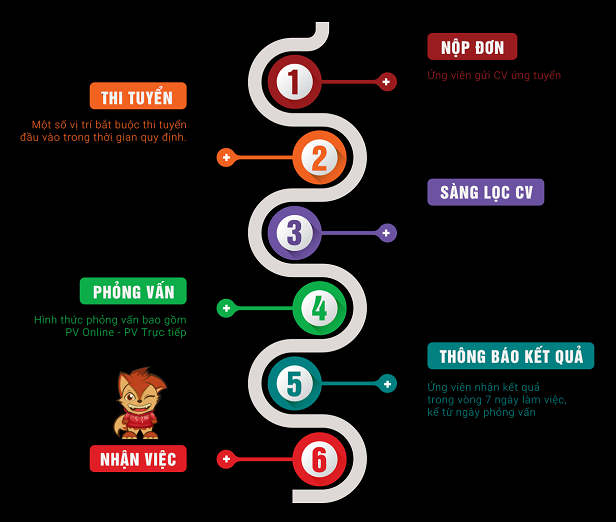 1
NỘP ĐƠN
Ứng viên gửi CV ứng tuyển
THI TUYỂN
Một số vị trí bắt buộc thi tuyển
đầu vào trong thời gian quy định.
2
SÀNG LỌC CV
3
PHỎNG VẤN
Hình thức phỏng vấn bao gồm
PV Online - PV Trực tiếp
4
THÔNG BÁO KẾT QUẢ
Ứng viên nhận kết quả
trong vòng 7 ngày làm việc,
kể từ ngày phỏng vấn
5
NHẬN VIỆC
6